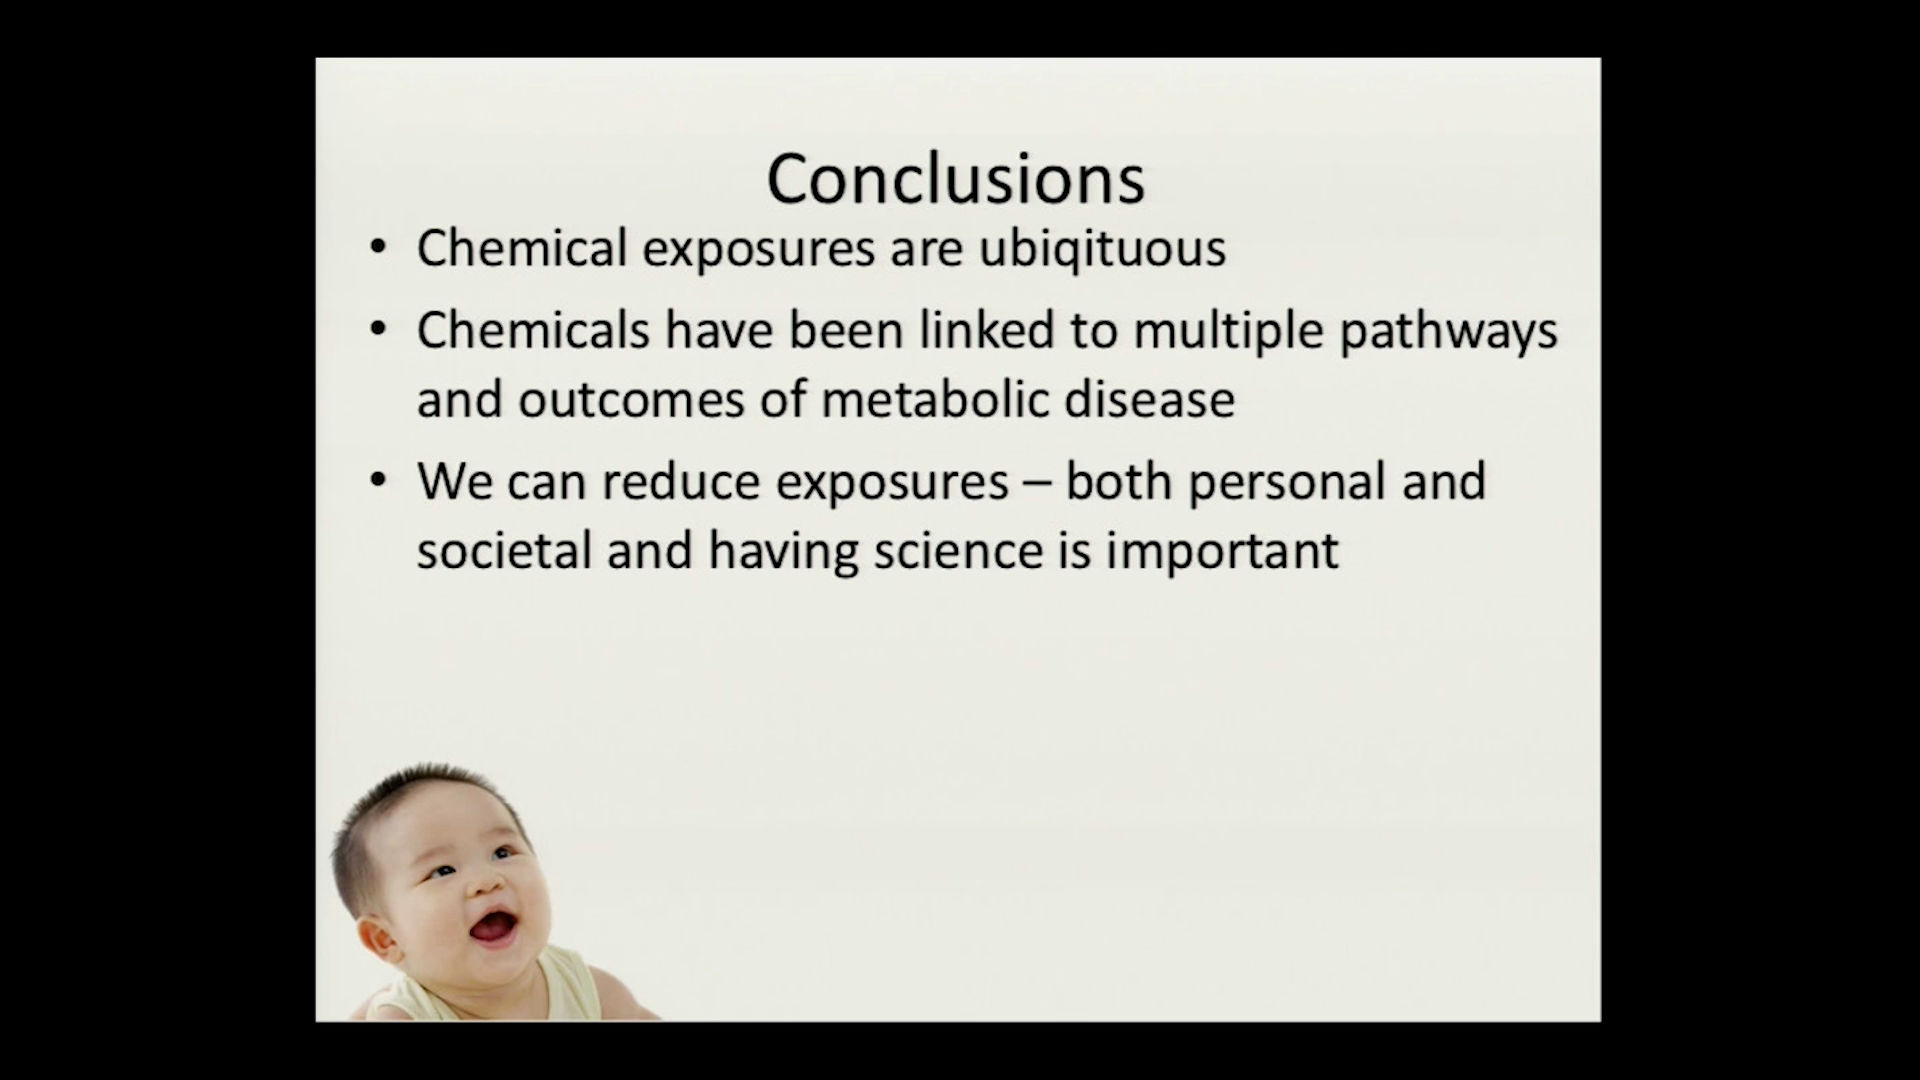 Conclusions
• Chemical exposures are ubiqituous
• Chemicals have been linked to multiple pathways
and outcomes of metabolic disease
• We can reduce exposures – both personal and
societal and having science is important